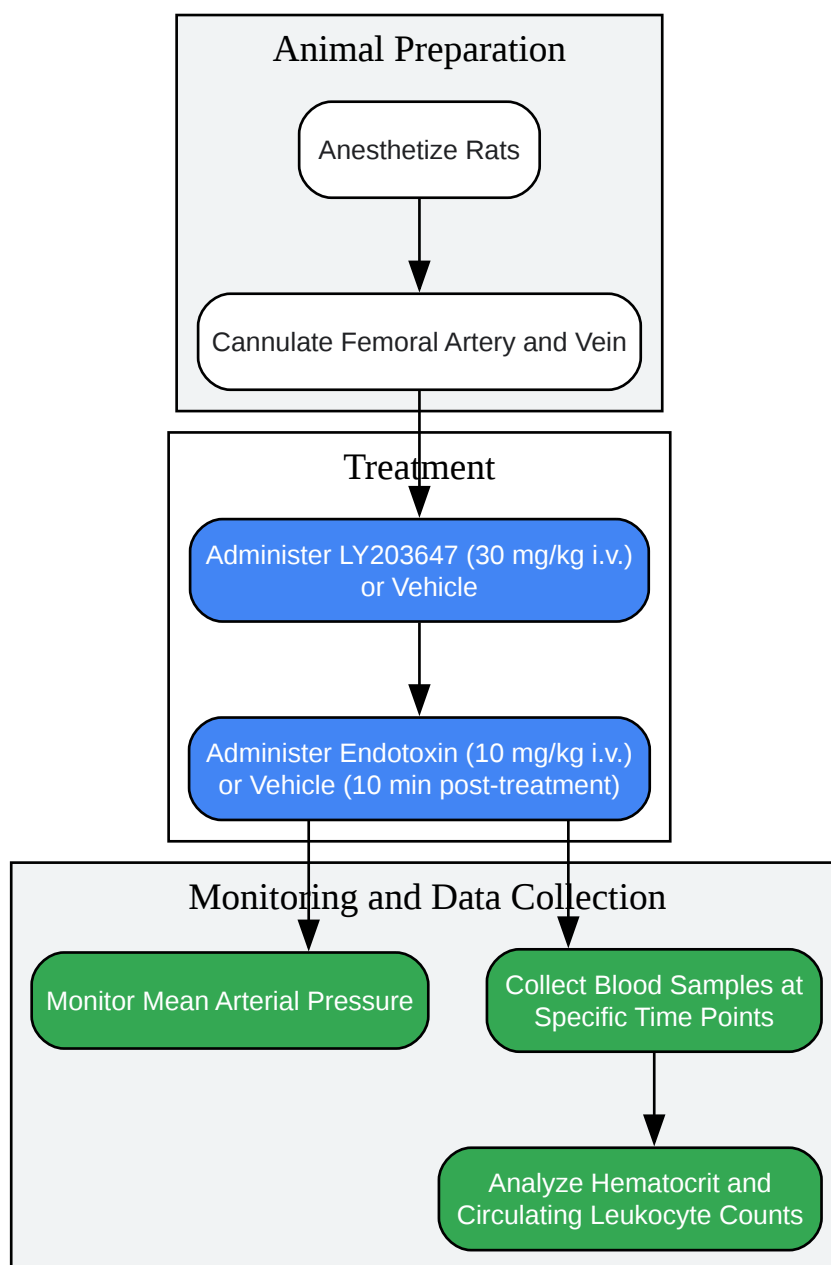 Animal Preparation
Anesthetize Rats
Cannulate Femoral Artery and Vein
Treatment
Administer LY203647 (30 mg/kg i.v.)
or Vehicle
Administer Endotoxin (10 mg/kg i.v.)
or Vehicle (10 min post-treatment)
Monitoring and Data Collection
Monitor Mean Arterial Pressure
Collect Blood Samples at
Specific Time Points
Analyze Hematocrit and
Circulating Leukocyte Counts